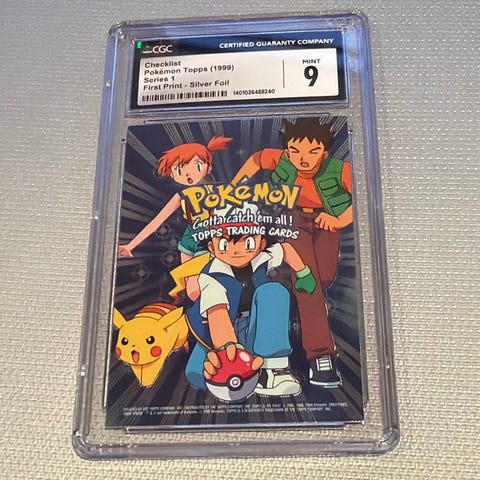 CGC
CERTIFIED GUARANTY COMPANY
Checklist
Pokémon Topps (1999)
Series 1
First Print - Silver Foil
1401026488240
MINT
9
POKéMON
Gotta catch 'em all!
TOPPS TRADING CARDS